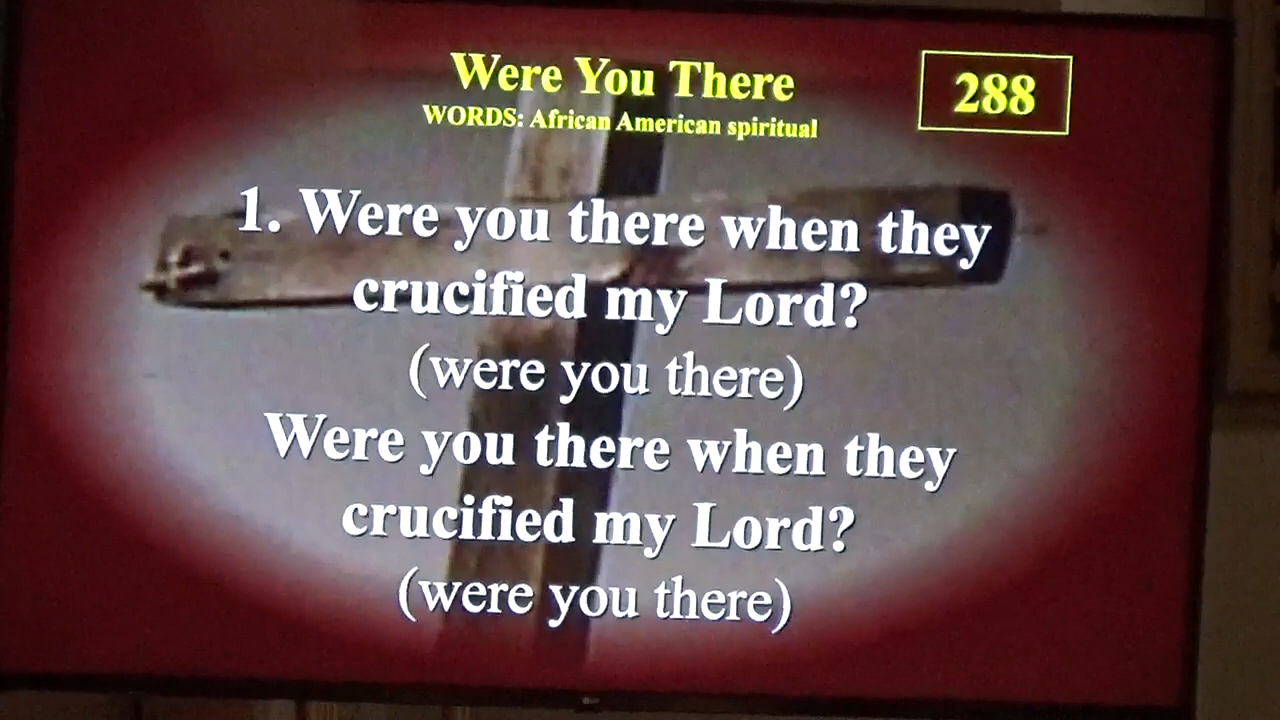 Were You There
288
WORDS: African American spiritual
1. Were you there when they
crucified my Lord?
(were you there)
Were you there when they
crucified my Lord?
(were you there)